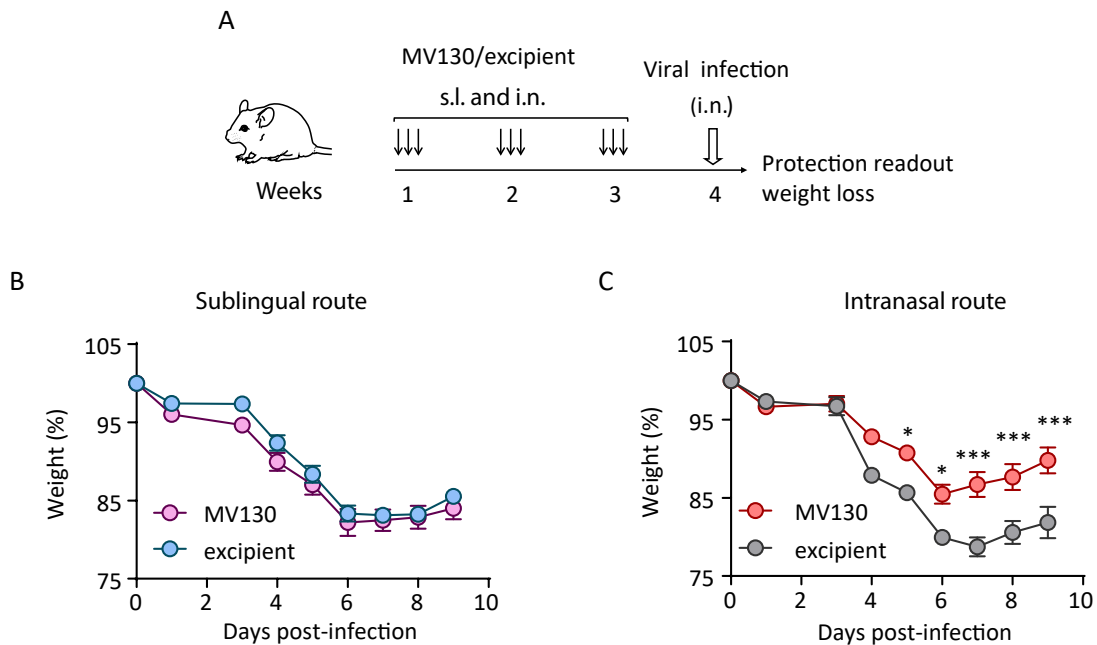 A
MV130/excipient
s.l. and i.n.
Viral infection
(i.n.)
Weeks
1 2 3 4
Protection readout
weight loss
B
Sublingual route
105
95
85
75
Weight (%)
MV130
excipient
0 2 4 6 8 10
Days post-infection
C
Intranasal route
105
95
85
75
Weight (%)
* * *** *** ***
MV130
excipient
0 2 4 6 8 10
Days post-infection